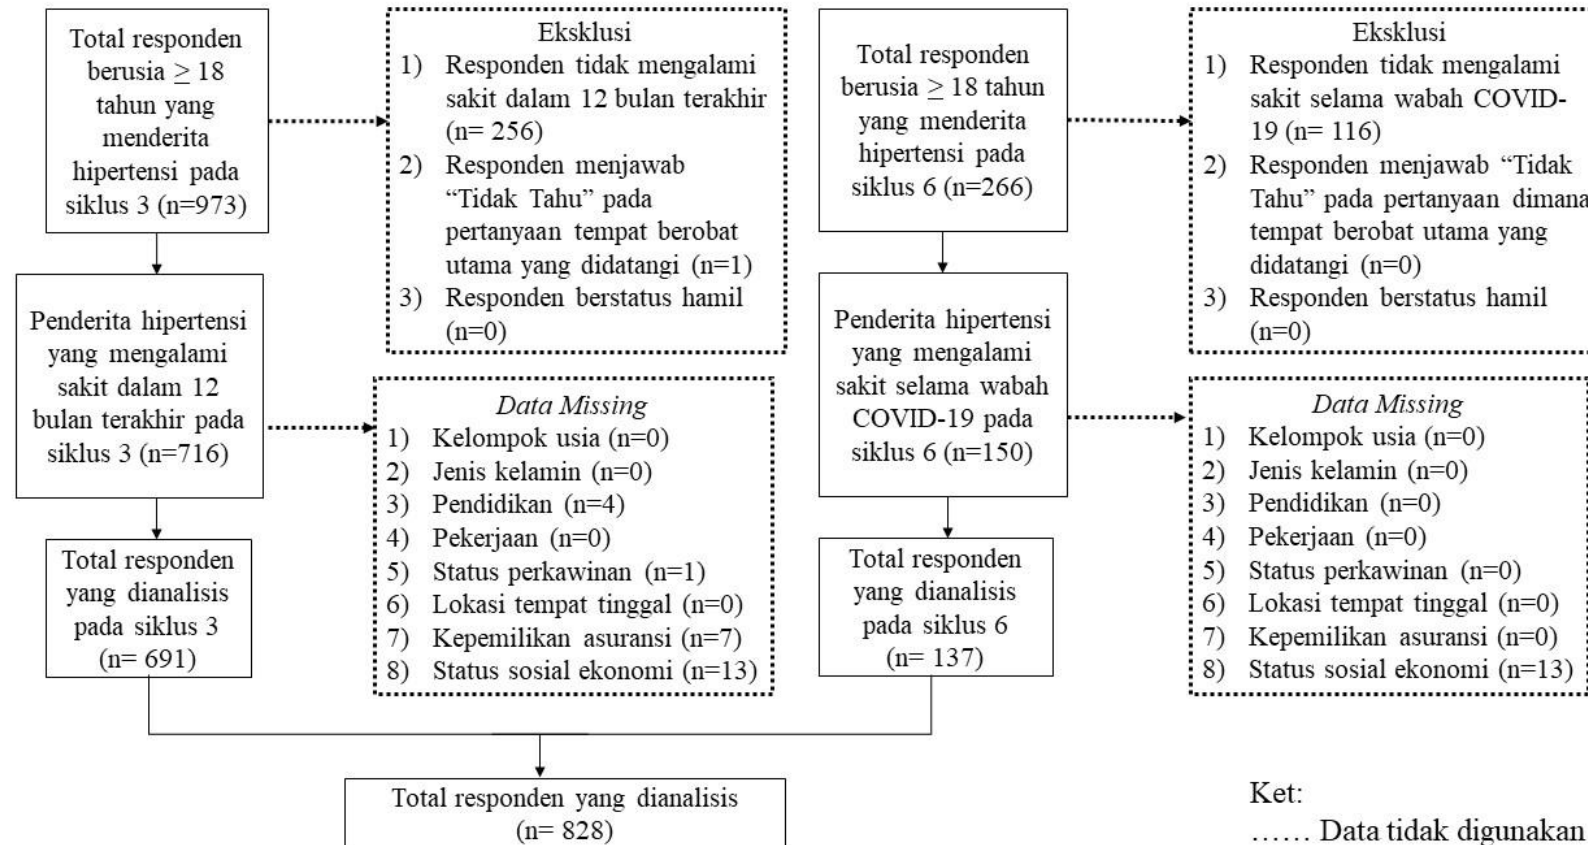 Total responden
berusia ≥ 18
tahun yang
menderita
hipertensi pada
siklus 3 (n=973)
Eksklusi
1) Responden tidak mengalami
sakit dalam 12 bulan terakhir
(n= 256)
2) Responden menjawab
“Tidak Tahu” pada
pertanyaan tempat berobat
utama yang didatangi (n=1)
3) Responden berstatus hamil
(n=0)
Penderita hipertensi
yang mengalami
sakit dalam 12
bulan terakhir pada
siklus 3 (n=716)
Data Missing
1) Kelompok usia (n=0)
2) Jenis kelamin (n=0)
3) Pendidikan (n=4)
4) Pekerjaan (n=0)
5) Status perkawinan (n=1)
6) Lokasi tempat tinggal (n=0)
7) Kepemilikan asuransi (n=7)
8) Status sosial ekonomi (n=13)
Total responden
yang dianalisis
pada siklus 3
(n= 691)
Total responden
berusia ≥ 18 tahun
yang menderita
hipertensi pada
siklus 6 (n=266)
Eksklusi
1) Responden tidak mengalami
sakit selama wabah COVID-
19 (n= 116)
2) Responden menjawab “Tidak
Tahu” pada pertanyaan dimana
tempat berobat utama yang
didatangi (n=0)
3) Responden berstatus hamil
(n=0)
Penderita hipertensi
yang mengalami
sakit selama wabah
COVID-19 pada
siklus 6 (n=150)
Data Missing
1) Kelompok usia (n=0)
2) Jenis kelamin (n=0)
3) Pendidikan (n=0)
4) Pekerjaan (n=0)
5) Status perkawinan (n=0)
6) Lokasi tempat tinggal (n=0)
7) Kepemilikan asuransi (n=0)
8) Status sosial ekonomi (n=13)
Total responden
yang dianalisis
pada siklus 6
(n= 137)
Total responden yang dianalisis
(n= 828)
Ket:
…… Data tidak digunakan